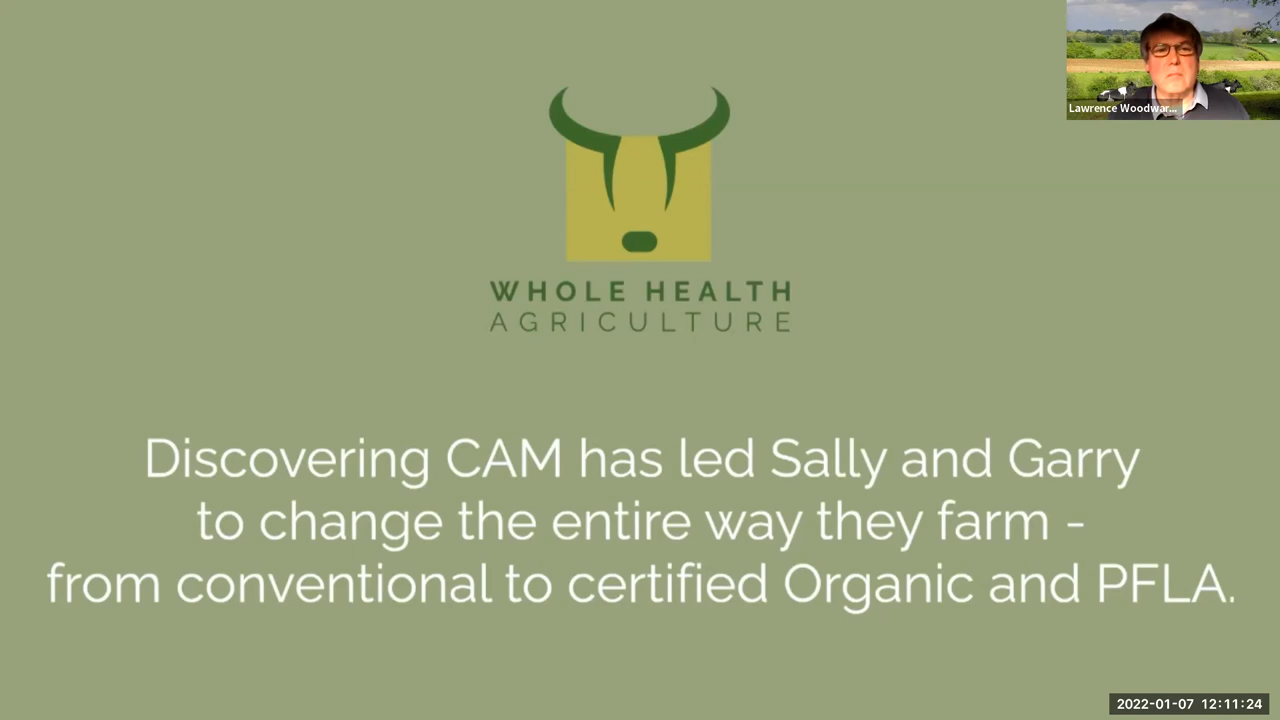 Lawrence Woodwar...
WHOLE HEALTH
AGRICULTURE
Discovering CAM has led Sally and Garry
to change the entire way they farm -
from conventional to certified Organic and PFLA.
2022-01-07 12:11:24